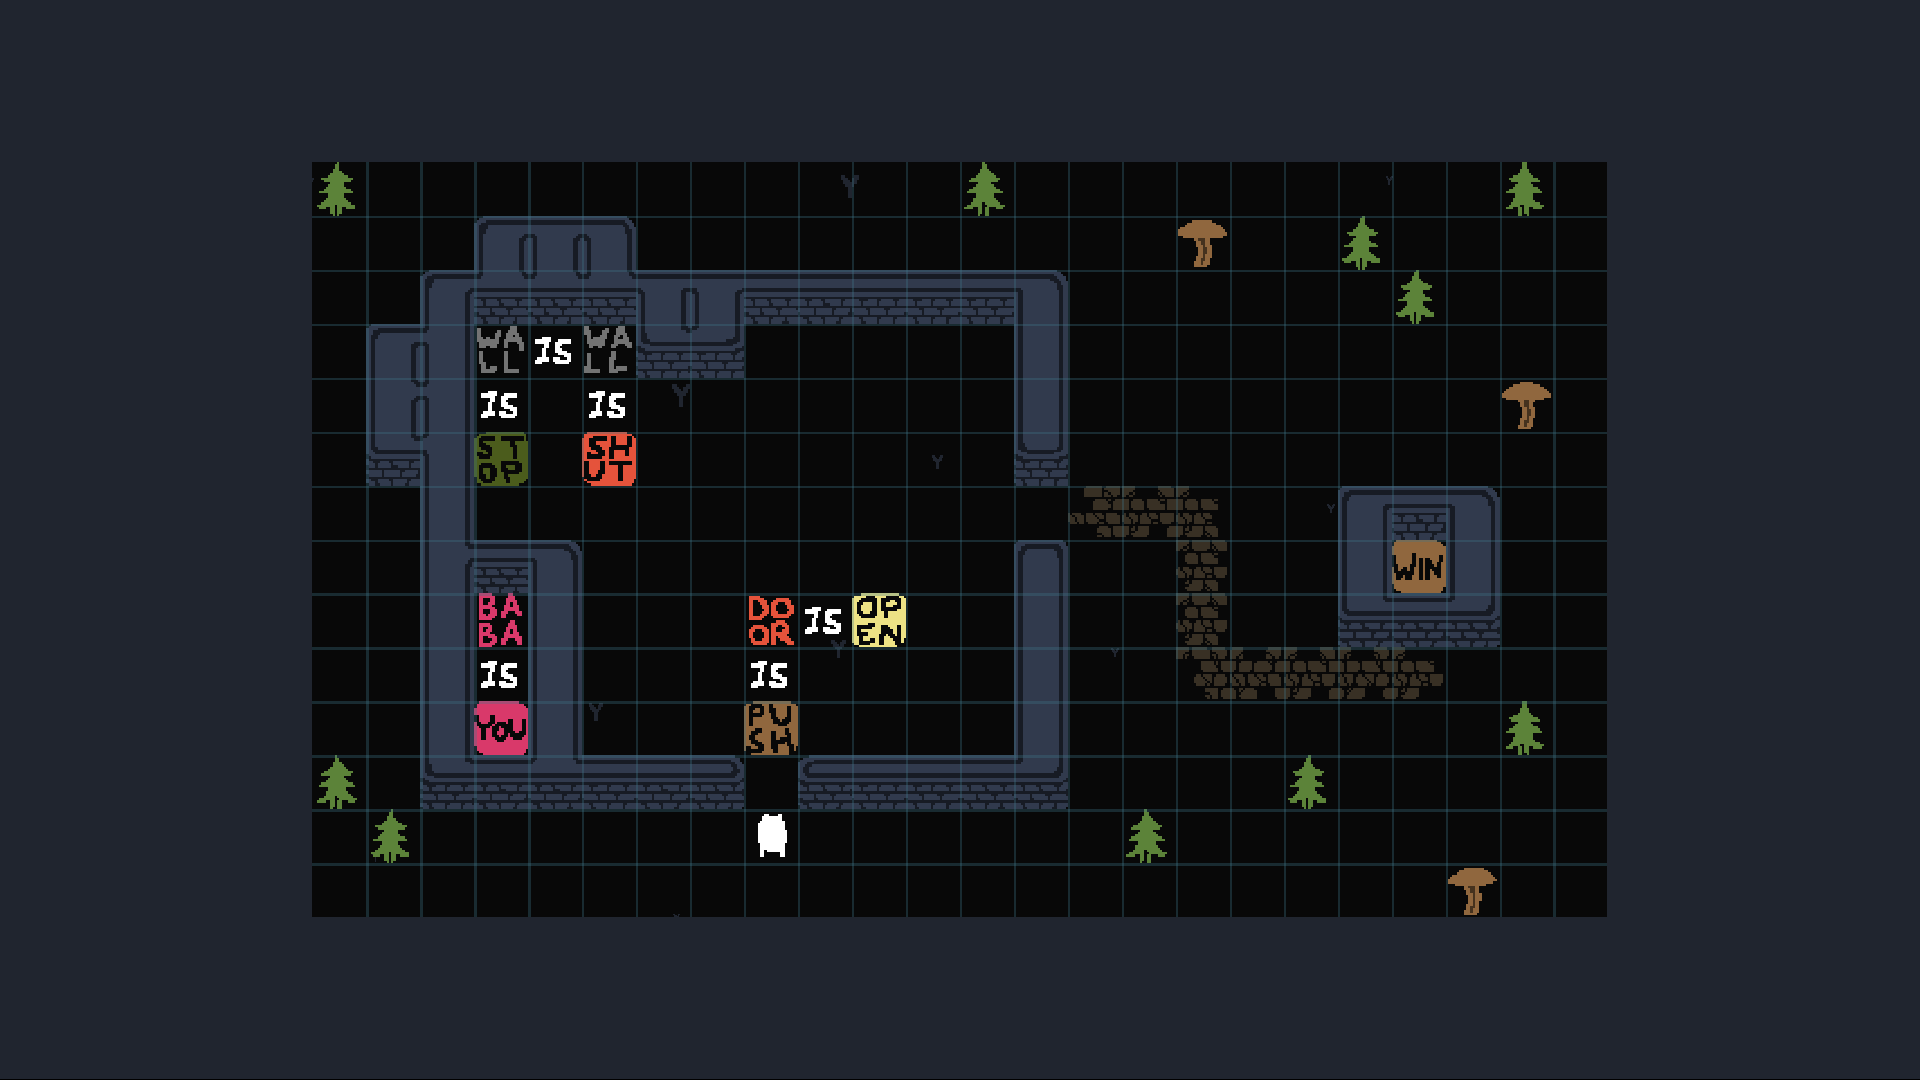 WALL IS WALL
IS IS
STOP SHUT
BABA DOOR IS OPEN
IS IS
YOU PUSH
WIN